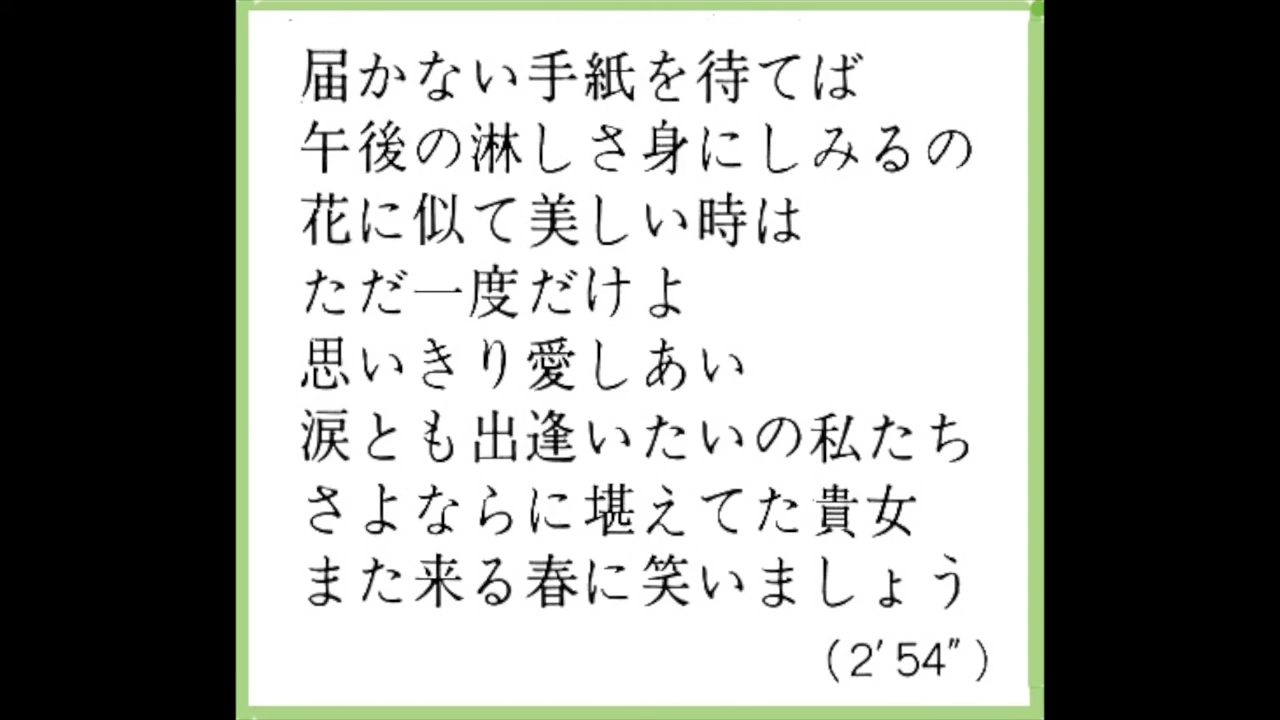 届かない手紙を待てば
午後の淋しさ身にしみるの
花に似て美しい時は
ただ一度だけよ
思いきり愛しあい
涙とも出逢いたいの私たち
さよならに堪えてた貴女
また来る春に笑いましょう
（2′54″）